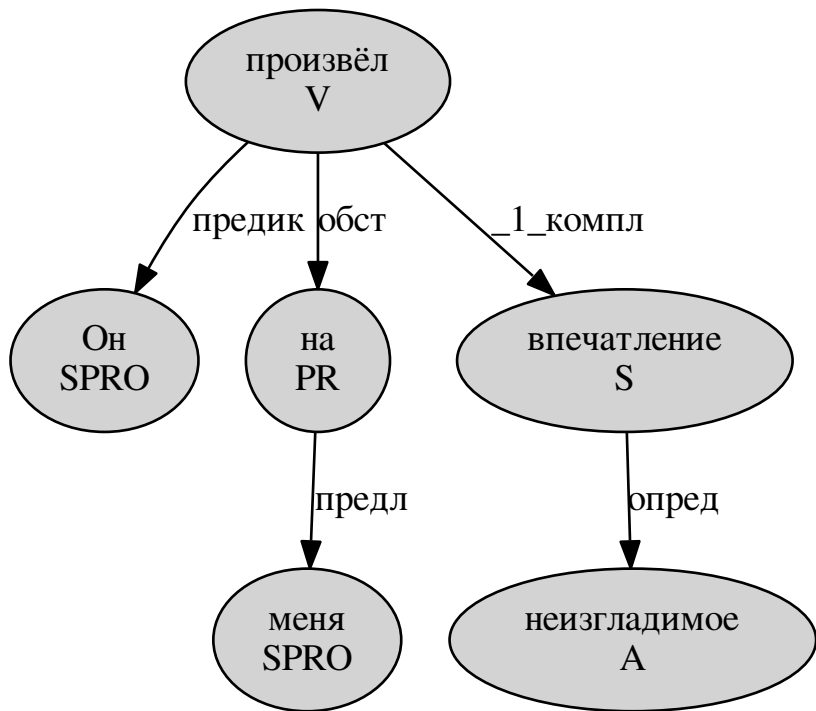 произвёл
V
предик
обст
_1_компл
Он
SPRO
на
PR
впечатление
S
предл
опред
меня
SPRO
неизгладимое
A